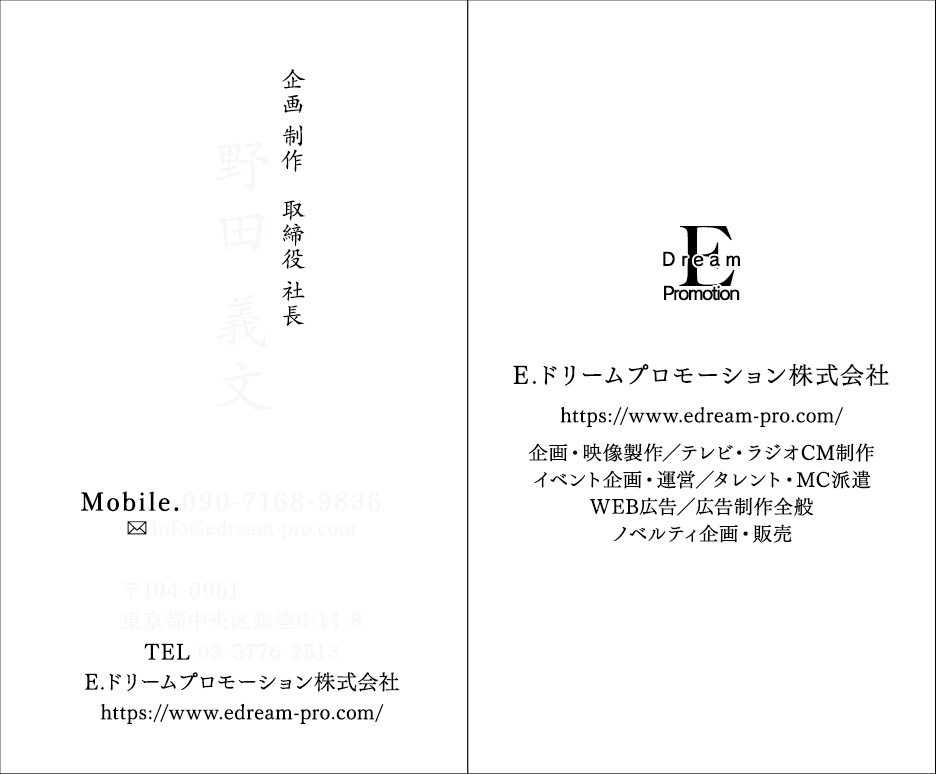 企画 制作　取締役 社長
野田 義文
Mobile.090-7168-9836
info@edream-pro.com
〒104-0061
東京都中央区銀座6-14-8
TEL 03-5776-2513
E.ドリームプロモーション株式会社
https://www.edream-pro.com/
E
Dream
Promotion
E.ドリームプロモーション株式会社
https://www.edream-pro.com/
企画・映像製作／テレビ・ラジオCM制作
イベント企画・運営／タレント・MC派遣
WEB広告／広告制作全般
ノベルティ企画・販売